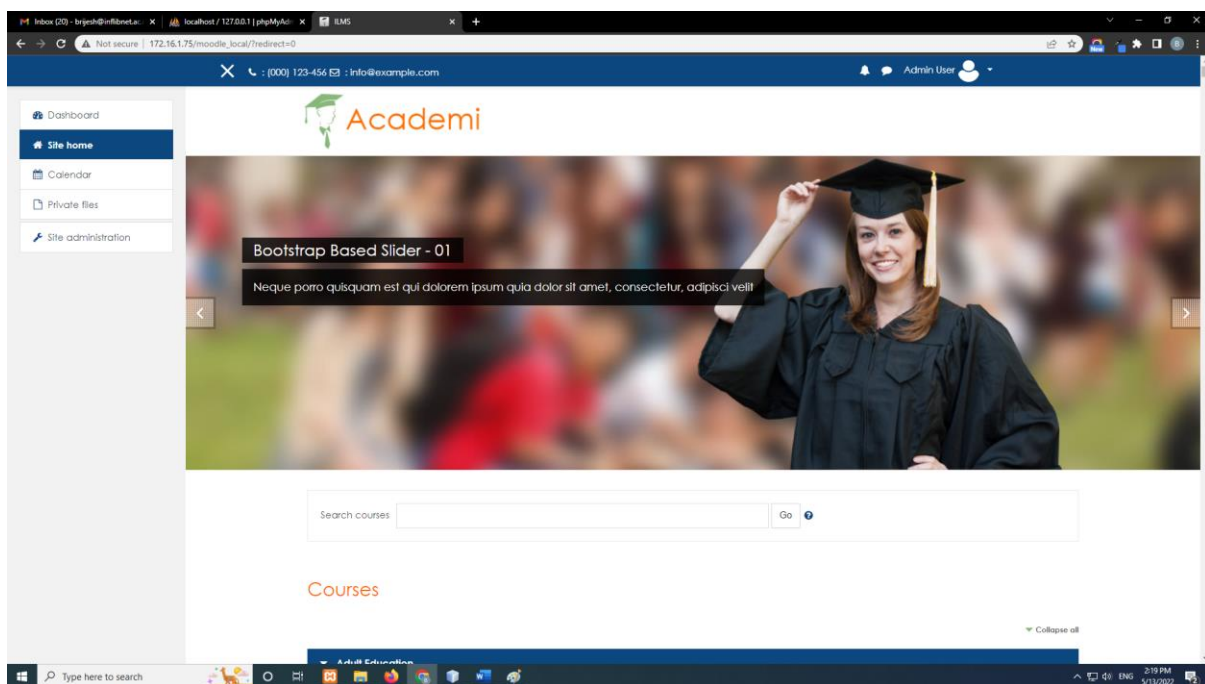 Inbox (20) - brijesh@inflibnet.ac. localhost / 127.0.0.1 | phpMyAd ILMS
Not secure 172.16.1.75/moodle_local/?redirect=0
New B
: (000) 123-456 : info@example.com Admin User
Dashboard
Site home
Calendar
Private files
Site administration
Academi
Bootstrap Based Slider - 01
Neque porro quisquam est qui dolorem ipsum quia dolor sit amet, consectetur, adipisci velit
Search courses Go
Courses
Collapse all
Adult Education
Type here to search ENG 2:19 PM
5/13/2022